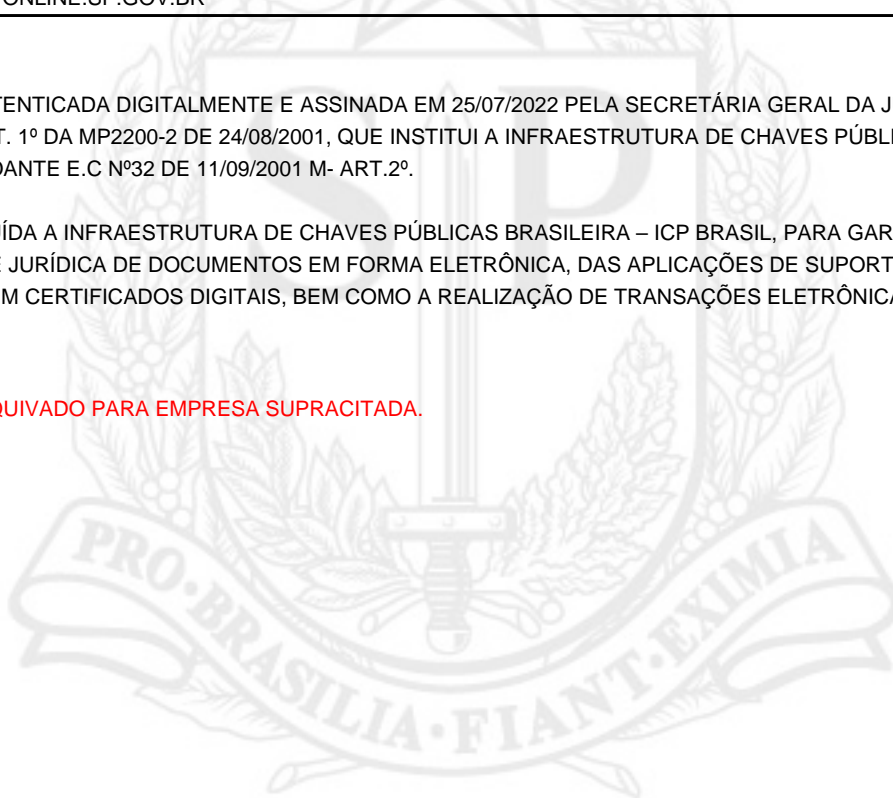 ONLINE.SP.GOV.BR
TENTICADA DIGITALMENTE E ASSINADA EM 25/07/2022 PELA SECRETÁRIA GERAL DA J
T. 1º DA MP2200-2 DE 24/08/2001, QUE INSTITUI A INFRAESTRUTURA DE CHAVES PÚBL
DANTE E.C Nº32 DE 11/09/2001 M- ART.2º.
ÍDA A INFRAESTRUTURA DE CHAVES PÚBLICAS BRASILEIRA – ICP BRASIL, PARA GAR
E JURÍDICA DE DOCUMENTOS EM FORMA ELETRÔNICA, DAS APLICAÇÕES DE SUPORT
M CERTIFICADOS DIGITAIS, BEM COMO A REALIZAÇÃO DE TRANSAÇÕES ELETRÔNICA
QUIVADO PARA EMPRESA SUPRACITADA.
SP
PRO·BRASILIA·FIANT·EXIMIA